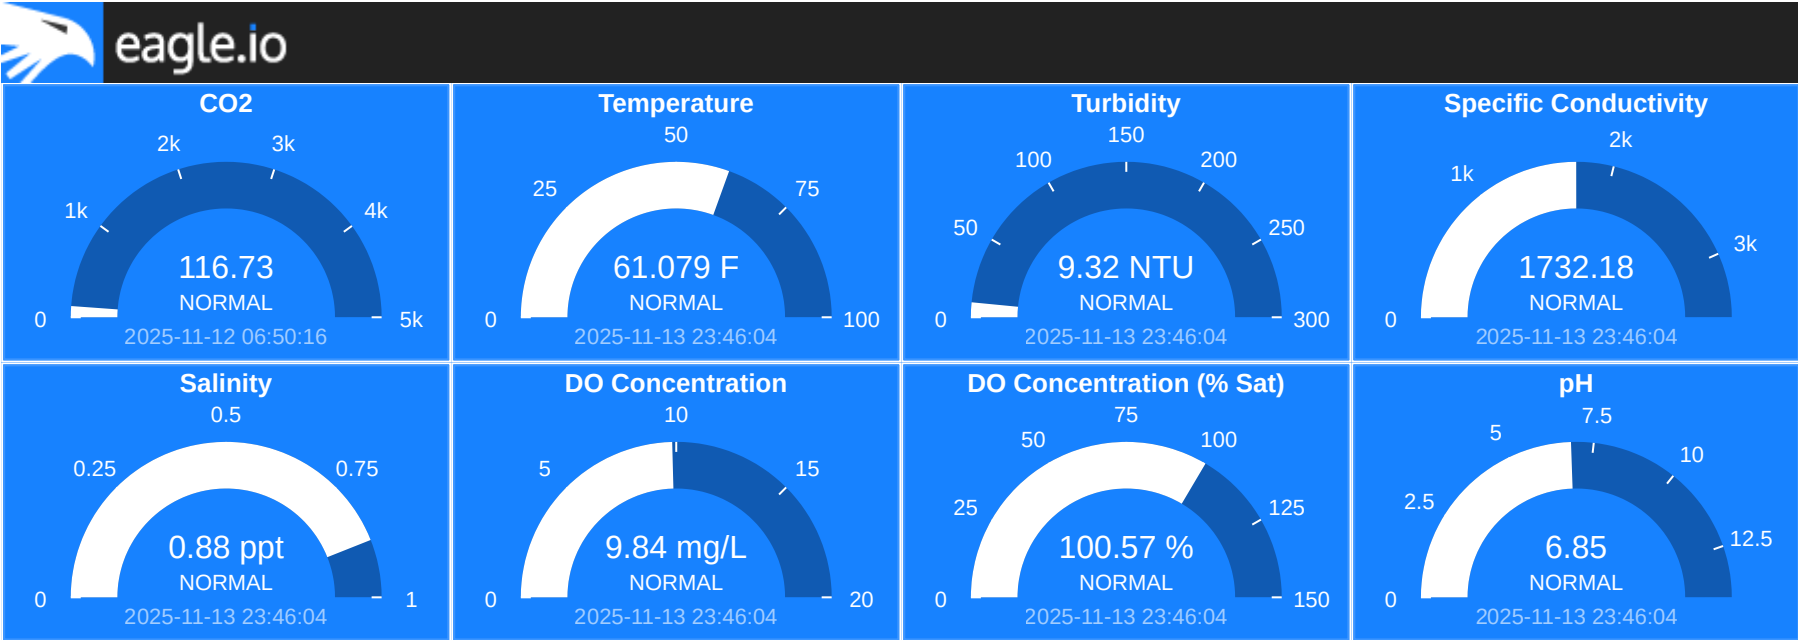 eagle.io
CO2
2k 3k
1k 4k
116.73
NORMAL
0 5k
2025-11-12 06:50:16
Temperature
50
25 75
61.079 F
NORMAL
0 100
2025-11-13 23:46:04
Turbidity
150
100 200
50 250
9.32 NTU
NORMAL
0 300
2025-11-13 23:46:04
Specific Conductivity
2k
1k
3k
1732.18
NORMAL
0
2025-11-13 23:46:04
Salinity
0.5
0.25 0.75
0.88 ppt
NORMAL
0 1
2025-11-13 23:46:04
DO Concentration
10
5 15
9.84 mg/L
NORMAL
0 20
2025-11-13 23:46:04
DO Concentration (% Sat)
75
50 100
25 125
100.57 %
NORMAL
0 150
2025-11-13 23:46:04
pH
7.5
5
10
2.5
12.5
6.85
NORMAL
0
2025-11-13 23:46:04